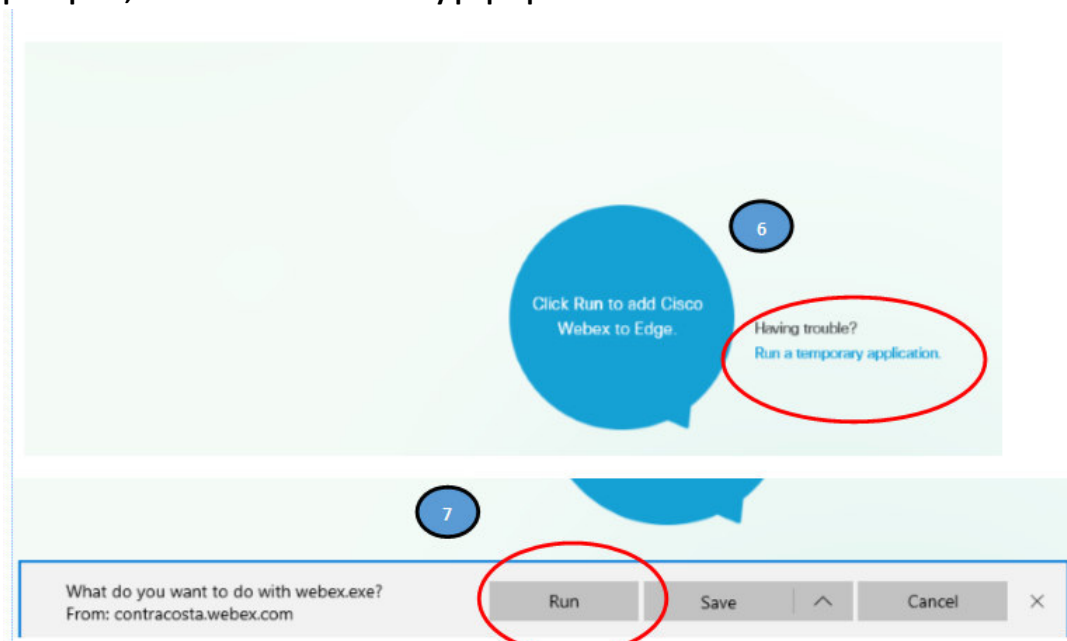 6
Click Run to add Cisco
Webex to Edge.
Having trouble?
Run a temporary application.
7
What do you want to do with webex.exe?
From: contracosta.webex.com
Run
Save
Cancel